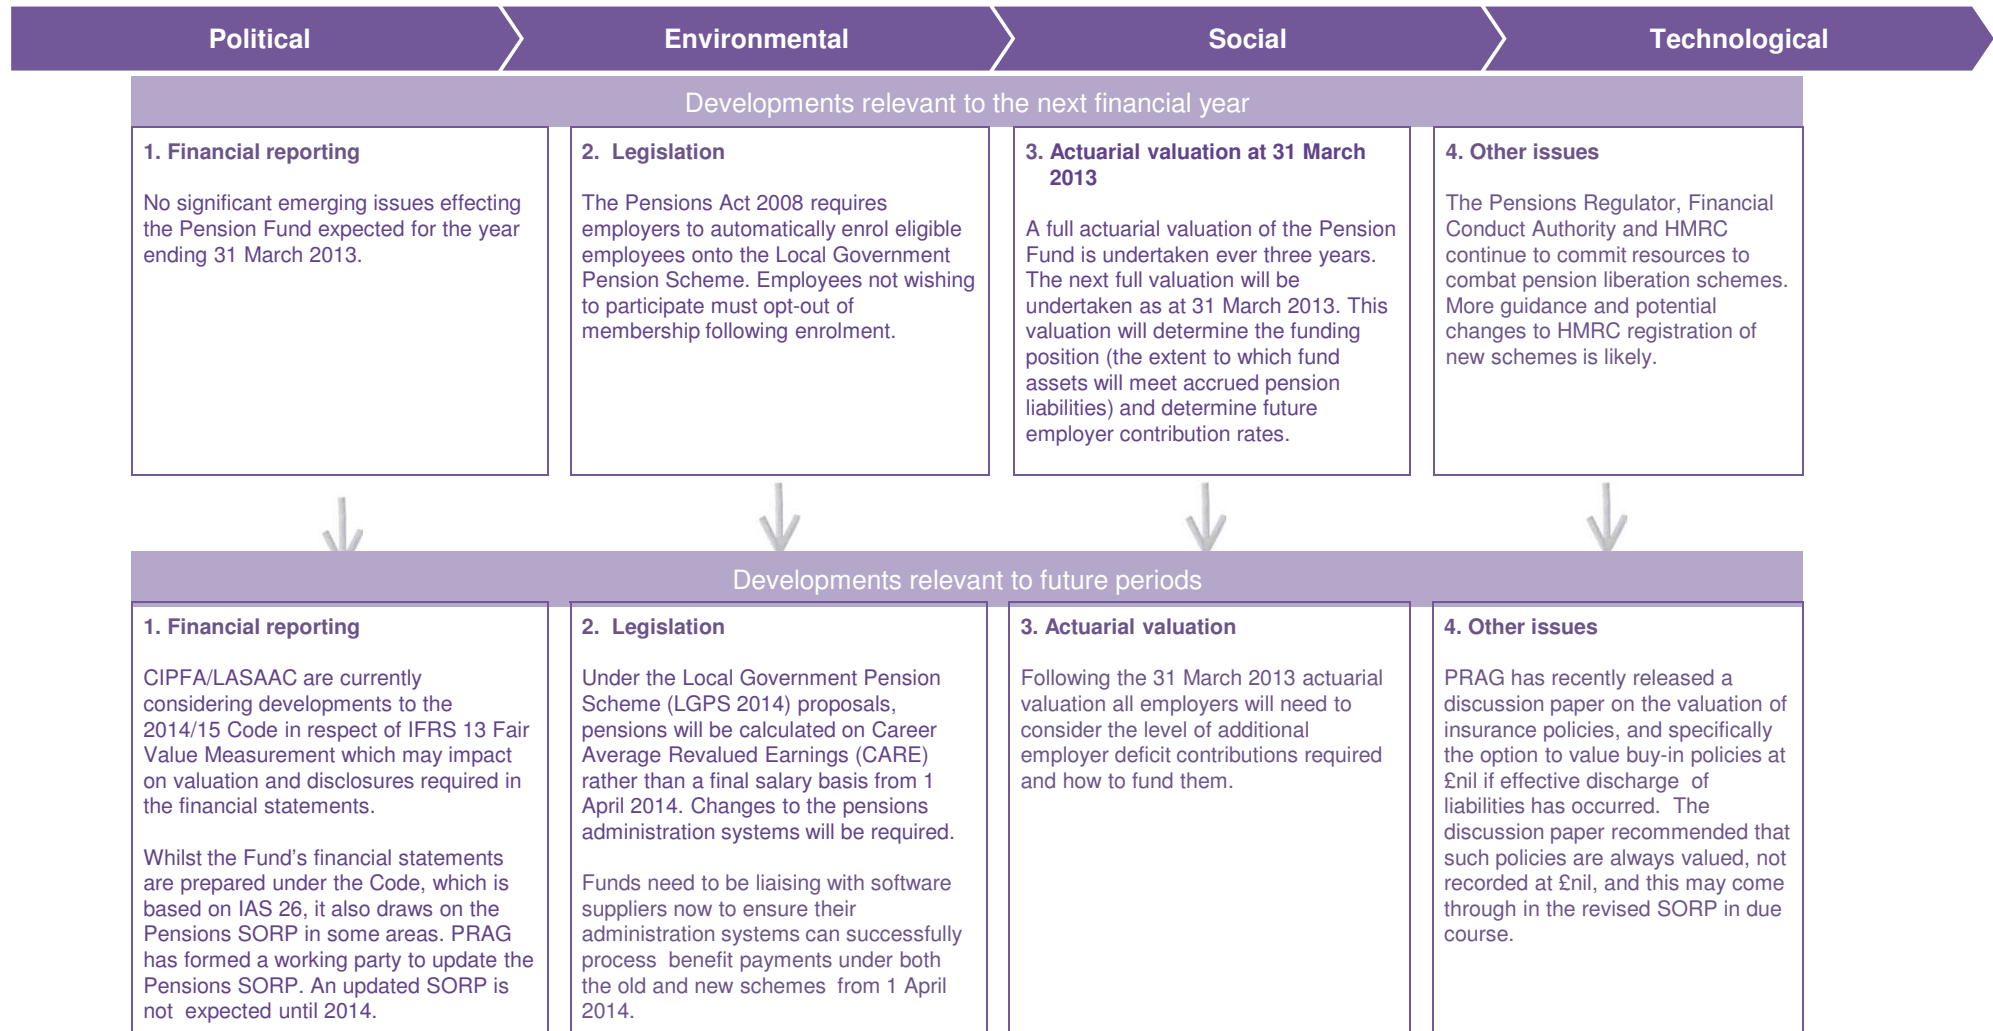 Political
Environmental
Social
Technological
Developments relevant to the next financial year
1. Financial reporting
No significant emerging issues effecting
the Pension Fund expected for the year
ending 31 March 2013.
2. Legislation
The Pensions Act 2008 requires
employers to automatically enrol eligible
employees onto the Local Government
Pension Scheme. Employees not wishing
to participate must opt-out of
membership following enrolment.
3. Actuarial valuation at 31 March
2013
A full actuarial valuation of the Pension
Fund is undertaken ever three years.
The next full valuation will be
undertaken as at 31 March 2013. This
valuation will determine the funding
position (the extent to which fund
assets will meet accrued pension
liabilities) and determine future
employer contribution rates.
4. Other issues
The Pensions Regulator, Financial
Conduct Authority and HMRC
continue to commit resources to
combat pension liberation schemes.
More guidance and potential
changes to HMRC registration of
new schemes is likely.
Developments relevant to future periods
1. Financial reporting
CIPFA/LASAAC are currently
considering developments to the
2014/15 Code in respect of IFRS 13 Fair
Value Measurement which may impact
on valuation and disclosures required in
the financial statements.
Whilst the Fund's financial statements
are prepared under the Code, which is
based on IAS 26, it also draws on the
Pensions SORP in some areas. PRAG
has formed a working party to update the
Pensions SORP. An updated SORP is
not expected until 2014.
2. Legislation
Under the Local Government Pension
Scheme (LGPS 2014) proposals,
pensions will be calculated on Career
Average Revalued Earnings (CARE)
rather than a final salary basis from 1
April 2014. Changes to the pensions
administration systems will be required.
Funds need to be liaising with software
suppliers now to ensure their
administration systems can successfully
process benefit payments under both
the old and new schemes from 1 April
2014.
3. Actuarial valuation
Following the 31 March 2013 actuarial
valuation all employers will need to
consider the level of additional
employer deficit contributions required
and how to fund them.
4. Other issues
PRAG has recently released a
discussion paper on the valuation of
insurance policies, and specifically
the option to value buy-in policies at
£nil if effective discharge of
liabilities has occurred. The
discussion paper recommended that
such policies are always valued, not
recorded at £nil, and this may come
through in the revised SORP in due
course.